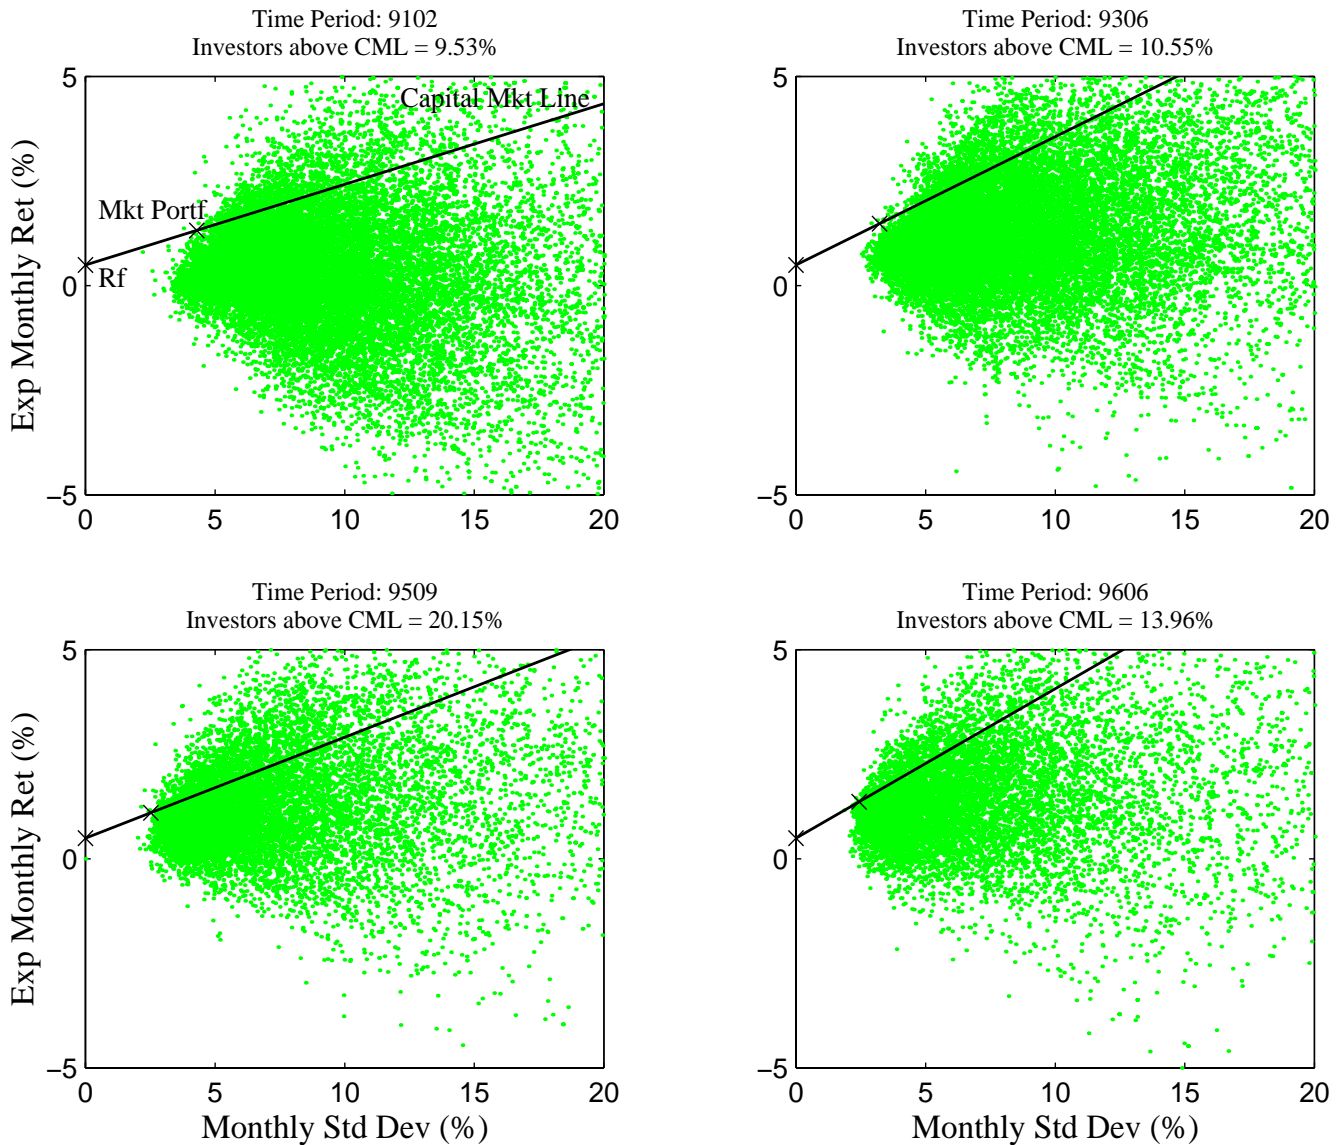 Time Period: 9102
Investors above CML = 9.53%
5
0
−5
0 5 10 15 20
Exp Monthly Ret (%)
Capital Mkt Line
Mkt Portf
Rf
Time Period: 9306
Investors above CML = 10.55%
5
0
−5
0 5 10 15 20
Time Period: 9509
Investors above CML = 20.15%
5
0
−5
0 5 10 15 20
Exp Monthly Ret (%)
Monthly Std Dev (%)
Time Period: 9606
Investors above CML = 13.96%
5
0
−5
0 5 10 15 20
Monthly Std Dev (%)